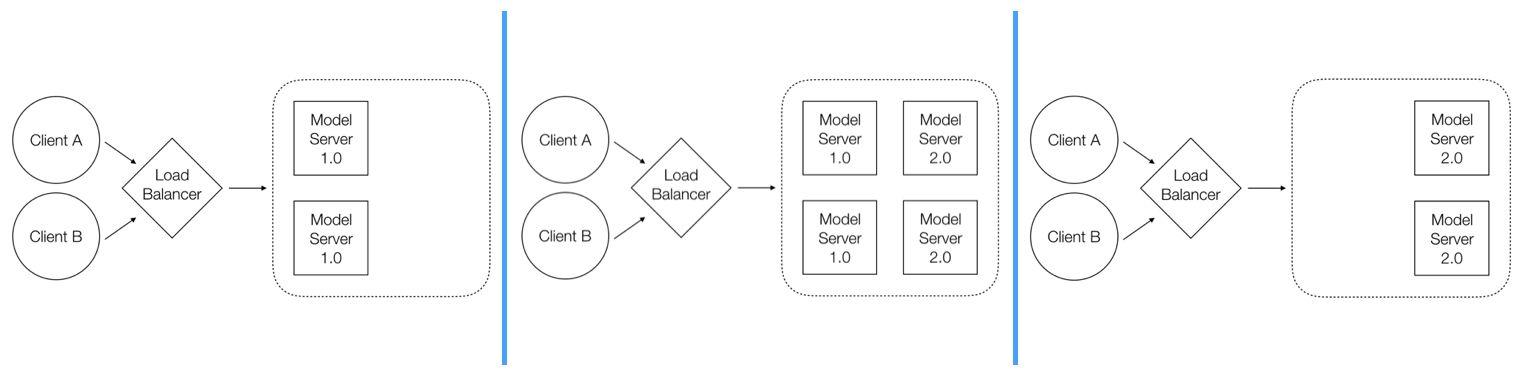 Client A
Client B
Load
Balancer
Model
Server
1.0
Model
Server
1.0
Client A
Client B
Load
Balancer
Model
Server
1.0
Model
Server
2.0
Model
Server
1.0
Model
Server
2.0
Client A
Client B
Load
Balancer
Model
Server
2.0
Model
Server
2.0